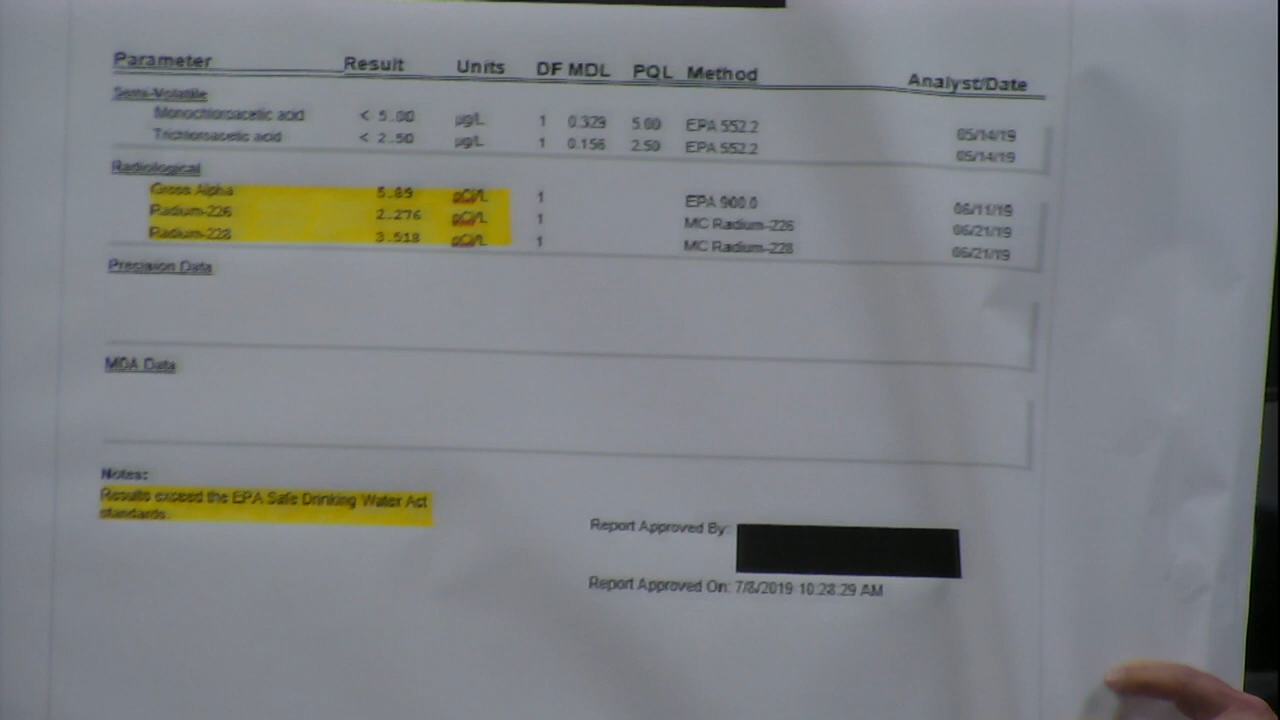 Parameter Result Units DF MDL PQL Method Analyst/Date
Semi-Volatile
Monochloroacetic acid < 5.00 µg/L 1 0.329 5.00 EPA 552.2 05/14/19
Trichloroacetic acid < 2.50 µg/L 1 0.156 2.50 EPA 552.2 05/14/19
Radiological
Gross Alpha 5.89 pCi/L 1 EPA 900.0 06/11/19
Radium-226 2.276 pCi/L 1 MC Radium-226 06/21/19
Radium-228 3.518 pCi/L 1 MC Radium-228 06/21/19
Precision Data
MDA Data
Notes:
Results exceed the EPA Safe Drinking Water Act
standards.
Report Approved By:
Report Approved On: 7/8/2019 10:28:29 AM